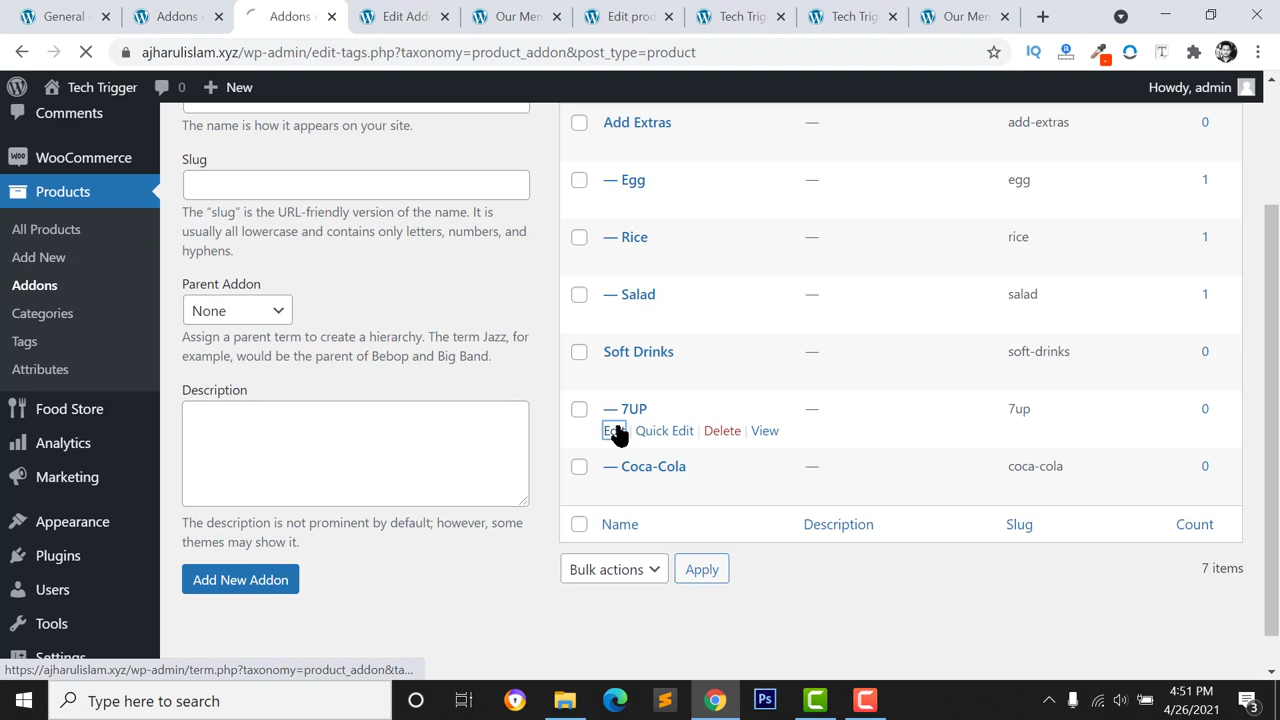 General
Addons
Addons
Edit Add
Our Men
Edit prod
Tech Trig
Tech Trig
Our Men
ajharulislam.xyz/wp-admin/edit-tags.php?taxonomy=product_addon&post_type=product
Tech Trigger
0
New
Howdy, admin
Comments
WooCommerce
Products
All Products
Add New
Addons
Categories
Tags
Attributes
Food Store
Analytics
Marketing
Appearance
Plugins
Users
Tools
Settings
The name is how it appears on your site.
Slug
The “slug” is the URL-friendly version of the name. It is
usually all lowercase and contains only letters, numbers, and
hyphens.
Parent Addon
None
Assign a parent term to create a hierarchy. The term Jazz, for
example, would be the parent of Bebop and Big Band.
Description
The description is not prominent by default; however, some
themes may show it.
Add New Addon
Add Extras — add-extras 0
— Egg — egg 1
— Rice — rice 1
— Salad — salad 1
Soft Drinks — soft-drinks 0
— 7UP — 7up 0
Edit | Quick Edit | Delete | View
— Coca-Cola — coca-cola 0
Name Description Slug Count
Bulk actions
Apply
7 items
https://ajharulislam.xyz/wp-admin/term.php?taxonomy=product_addon&ta...
Type here to search
Ps
4:51 PM
4/26/2021
3